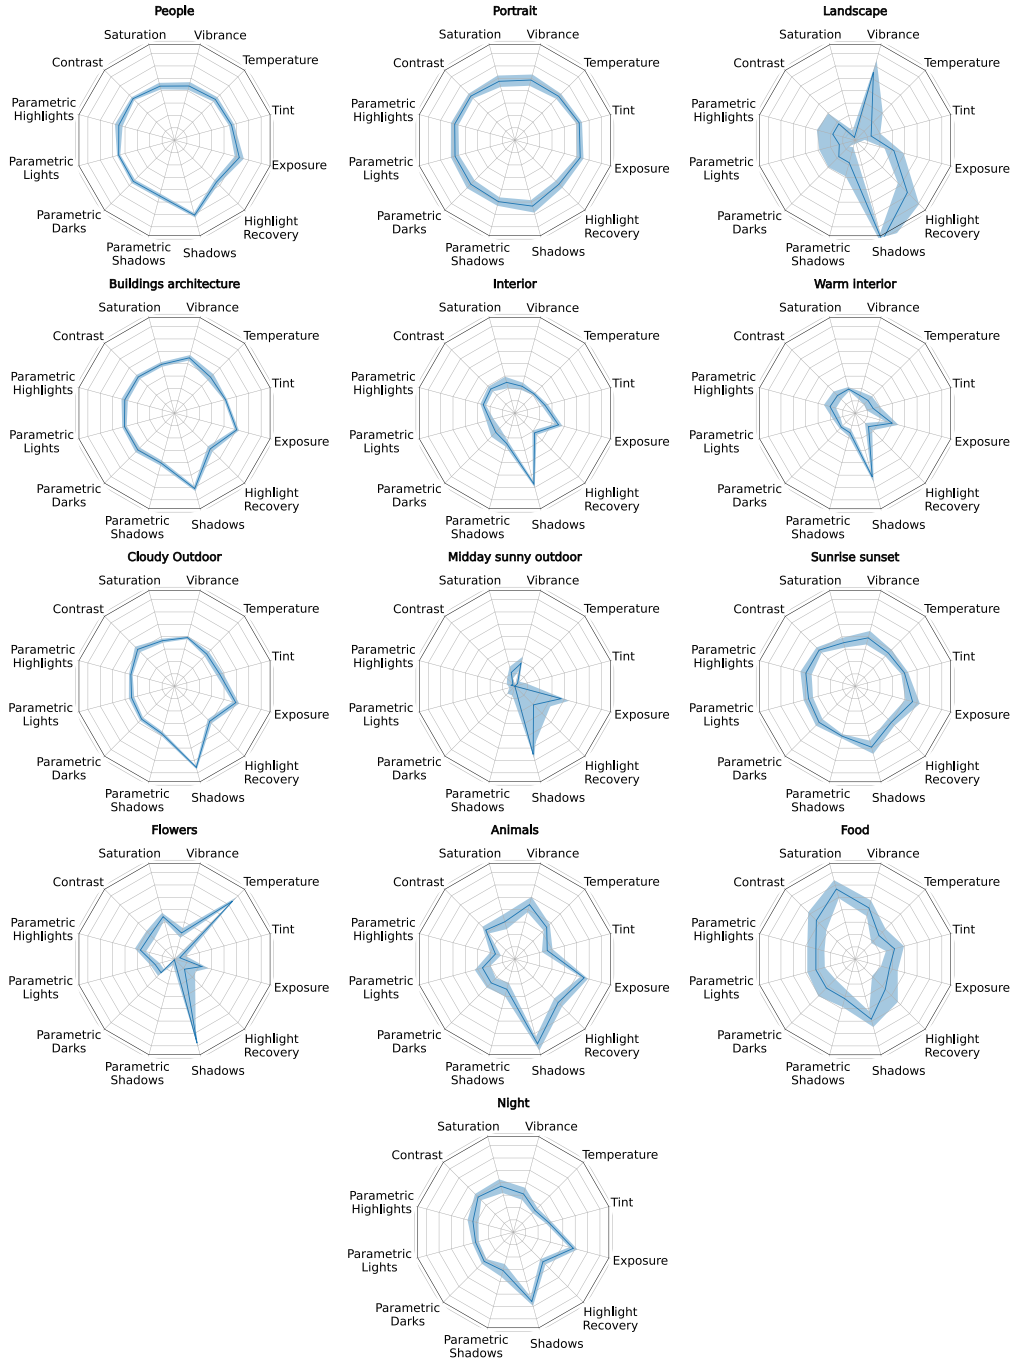 People
Saturation
Vibrance
Contrast
Temperature
Parametric
Highlights
Tint
Parametric
Lights
Exposure
Parametric
Darks
Highlight
Recovery
Parametric
Shadows
Shadows
Portrait
Saturation
Vibrance
Contrast
Temperature
Parametric
Highlights
Tint
Parametric
Lights
Exposure
Parametric
Darks
Highlight
Recovery
Parametric
Shadows
Shadows
Landscape
Saturation
Vibrance
Contrast
Temperature
Parametric
Highlights
Tint
Parametric
Lights
Exposure
Parametric
Darks
Highlight
Recovery
Parametric
Shadows
Shadows
Buildings architecture
Saturation
Vibrance
Contrast
Temperature
Parametric
Highlights
Tint
Parametric
Lights
Exposure
Parametric
Darks
Highlight
Recovery
Parametric
Shadows
Shadows
Interior
Saturation
Vibrance
Contrast
Temperature
Parametric
Highlights
Tint
Parametric
Lights
Exposure
Parametric
Darks
Highlight
Recovery
Parametric
Shadows
Shadows
Warm interior
Saturation
Vibrance
Contrast
Temperature
Parametric
Highlights
Tint
Parametric
Lights
Exposure
Parametric
Darks
Highlight
Recovery
Parametric
Shadows
Shadows
Cloudy Outdoor
Saturation
Vibrance
Contrast
Temperature
Parametric
Highlights
Tint
Parametric
Lights
Exposure
Parametric
Darks
Highlight
Recovery
Parametric
Shadows
Shadows
Midday sunny outdoor
Saturation
Vibrance
Contrast
Temperature
Parametric
Highlights
Tint
Parametric
Lights
Exposure
Parametric
Darks
Highlight
Recovery
Parametric
Shadows
Shadows
Sunrise sunset
Saturation
Vibrance
Contrast
Temperature
Parametric
Highlights
Tint
Parametric
Lights
Exposure
Parametric
Darks
Highlight
Recovery
Parametric
Shadows
Shadows
Flowers
Saturation
Vibrance
Contrast
Temperature
Parametric
Highlights
Tint
Parametric
Lights
Exposure
Parametric
Darks
Highlight
Recovery
Parametric
Shadows
Shadows
Animals
Saturation
Vibrance
Contrast
Temperature
Parametric
Highlights
Tint
Parametric
Lights
Exposure
Parametric
Darks
Highlight
Recovery
Parametric
Shadows
Shadows
Food
Saturation
Vibrance
Contrast
Temperature
Parametric
Highlights
Tint
Parametric
Lights
Exposure
Parametric
Darks
Highlight
Recovery
Parametric
Shadows
Shadows
Night
Saturation
Vibrance
Contrast
Temperature
Parametric
Highlights
Tint
Parametric
Lights
Exposure
Parametric
Darks
Highlight
Recovery
Parametric
Shadows
Shadows